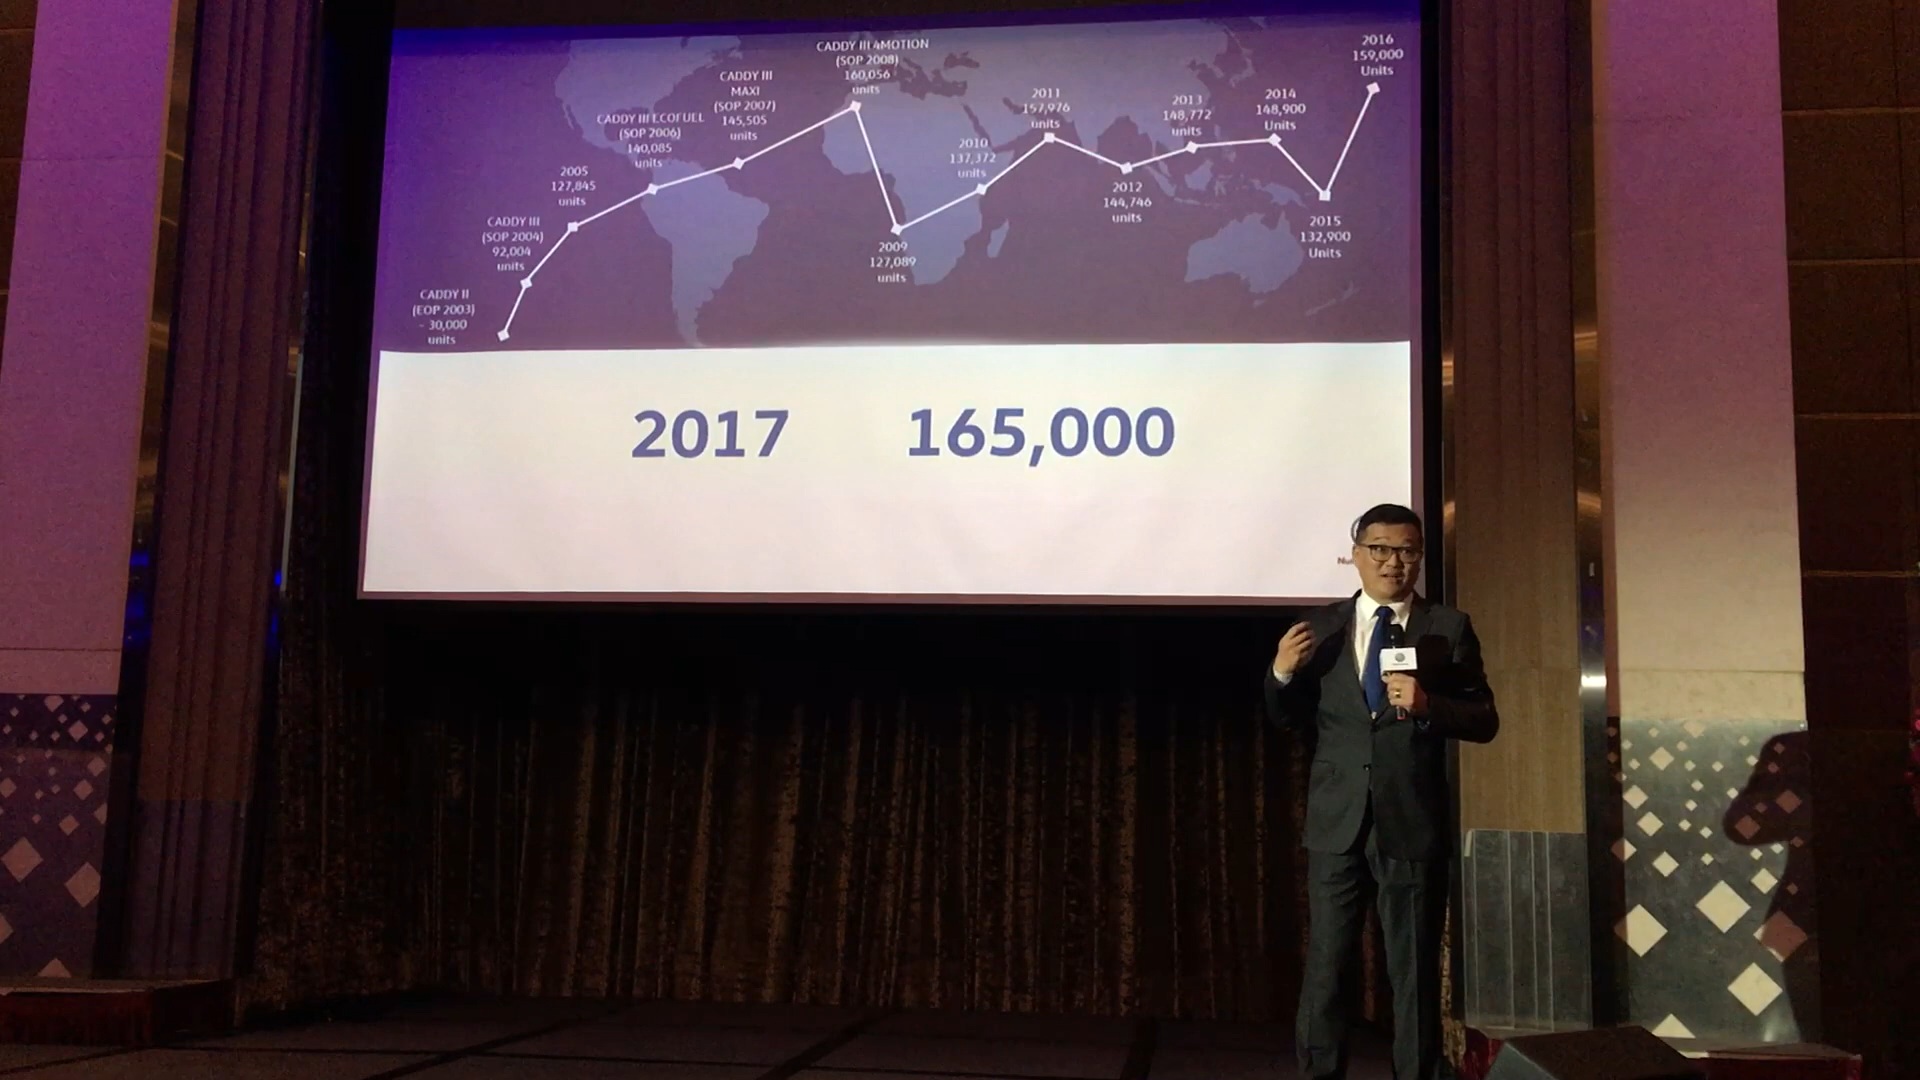 CADDY II
(EOP 2003)
~ 30,000
units
CADDY III
(SOP 2004)
92,004
units
2005
127,845
units
CADDY III ECOFUEL
(SOP 2006)
140,085
units
CADDY III
MAXI
(SOP 2007)
145,505
units
CADDY III 4MOTION
(SOP 2008)
160,056
units
2009
127,089
units
2010
137,372
units
2011
157,976
units
2012
144,746
units
2013
148,772
units
2014
148,900
Units
2015
132,900
Units
2016
159,000
Units
2017 165,000